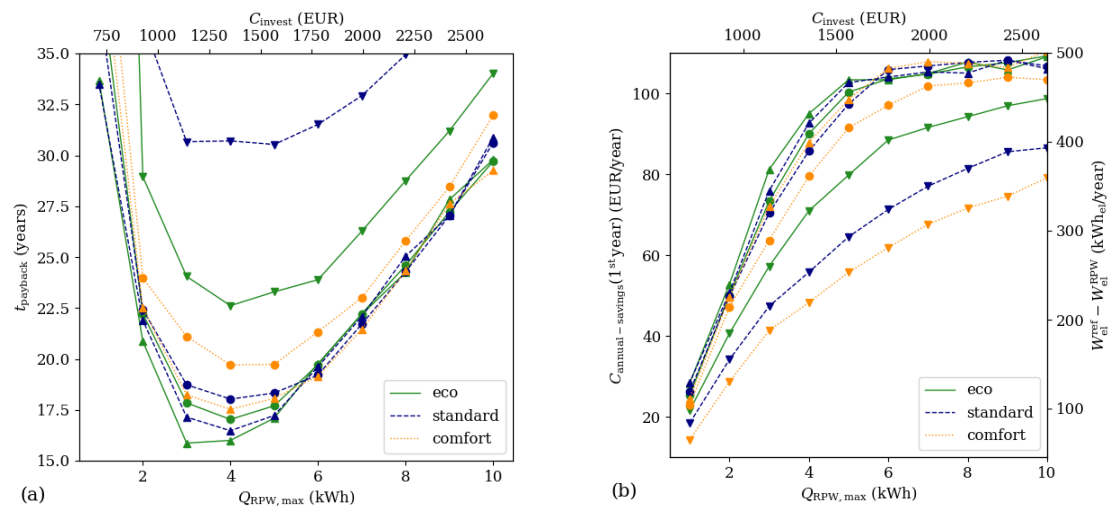 C_invest (EUR)
750 1000 1250 1500 1750 2000 2250 2500
35.0
32.5
30.0
27.5
25.0
22.5
20.0
17.5
15.0
t_payback (years)
eco
standard
comfort
2 4 6 8 10
Q_RPW, max (kWh)
(a)
C_invest (EUR)
1000 1500 2000 2500
100
80
60
40
20
C_annual−savings(1^st year) (EUR/year)
500
400
300
200
100
W_el^ref − W_el^RPW (kWh_el/year)
eco
standard
comfort
2 4 6 8 10
Q_RPW, max (kWh)
(b)